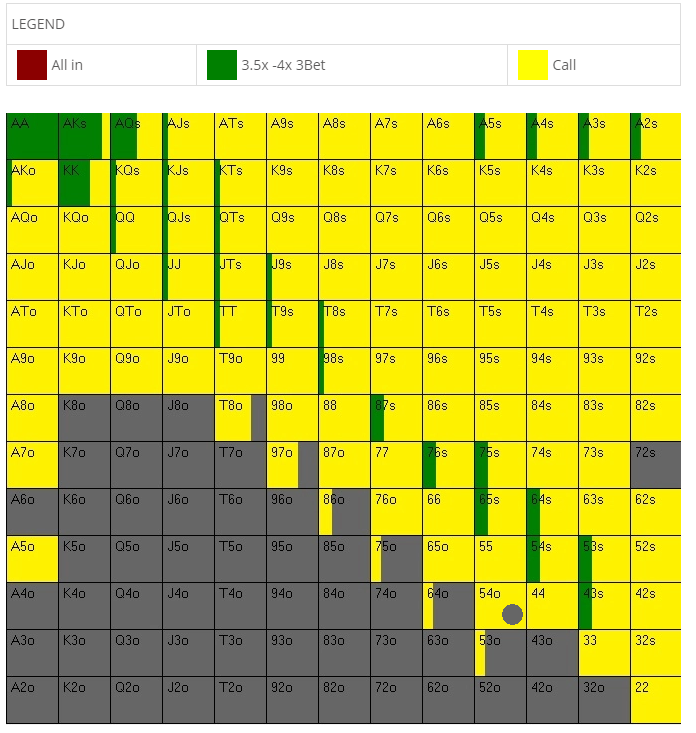 LEGEND
All in 3.5x -4x 3Bet Call
AA AKs AQs AJs ATs A9s A8s A7s A6s A5s A4s A3s A2s
AKo KK KQs KJs KTs K9s K8s K7s K6s K5s K4s K3s K2s
AQo KQo QQ QJs QTs Q9s Q8s Q7s Q6s Q5s Q4s Q3s Q2s
AJo KJo QJo JJ JTs J9s J8s J7s J6s J5s J4s J3s J2s
ATo KTo QTo JTo TT T9s T8s T7s T6s T5s T4s T3s T2s
A9o K9o Q9o J9o T9o 99 98s 97s 96s 95s 94s 93s 92s
A8o K8o Q8o J8o T8o 98o 88 87s 86s 85s 84s 83s 82s
A7o K7o Q7o J7o T7o 97o 87o 77 76s 75s 74s 73s 72s
A6o K6o Q6o J6o T6o 96o 86o 76o 66 65s 64s 63s 62s
A5o K5o Q5o J5o T5o 95o 85o 75o 65o 55 54s 53s 52s
A4o K4o Q4o J4o T4o 94o 84o 74o 64o 54o 44 43s 42s
A3o K3o Q3o J3o T3o 93o 83o 73o 63o 53o 43o 33 32s
A2o K2o Q2o J2o T2o 92o 82o 72o 62o 52o 42o 32o 22